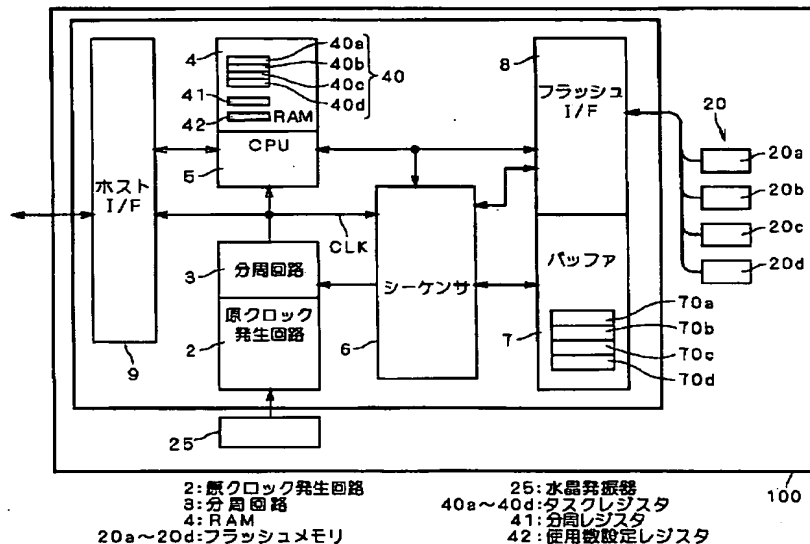 4
40a
40b
40c
40d
40
41
42
RAM
CPU
5
8
フラッシュ
I/F
20
20a
20b
20c
20d
ホスト
I/F
9
CLK
3
分周回路
原クロック
発生回路
2
シーケンサ
6
バッファ
7
70a
70b
70c
70d
25
100
2:原クロック発生回路
3:分周回路
4:RAM
20a~20d:フラッシュメモリ
25:水晶発振器
40a~40d:タスクレジスタ
41:分周レジスタ
42:使用数設定レジスタ